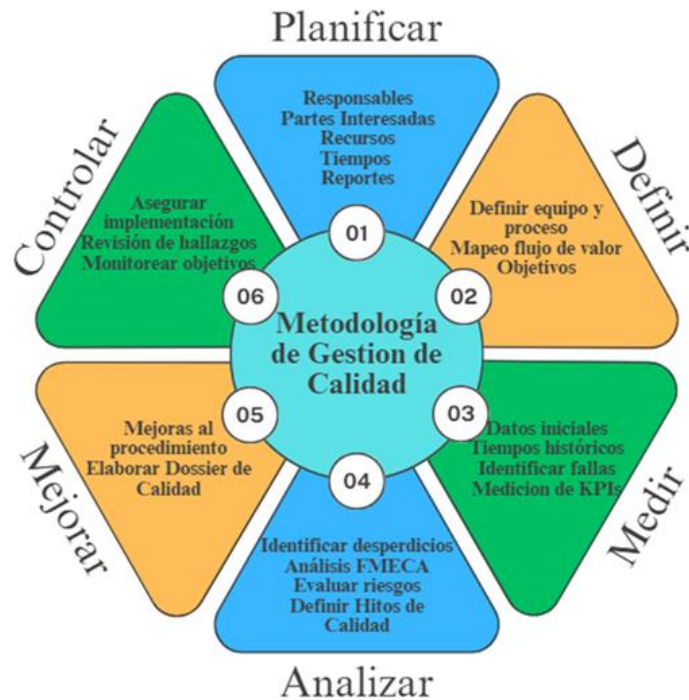 Planificar
Responsables
Partes Interesadas
Recursos
Tiempos
Reportes
01
Definir
Definir equipo y
proceso
Mapeo flujo de valor
Objetivos
02
Medir
03
Datos iniciales
Tiempos históricos
Identificar fallas
Medicion de KPIs
04
Identificar desperdicios
Análisis FMECA
Evaluar riesgos
Definir Hitos de
Calidad
Analizar
Mejorar
05
Mejoras al
procedimiento
Elaborar Dossier de
Calidad
Controlar
Asegurar
implementación
Revisión de hallazgos
Monitorear objetivos
06
Metodología
de Gestion de
Calidad